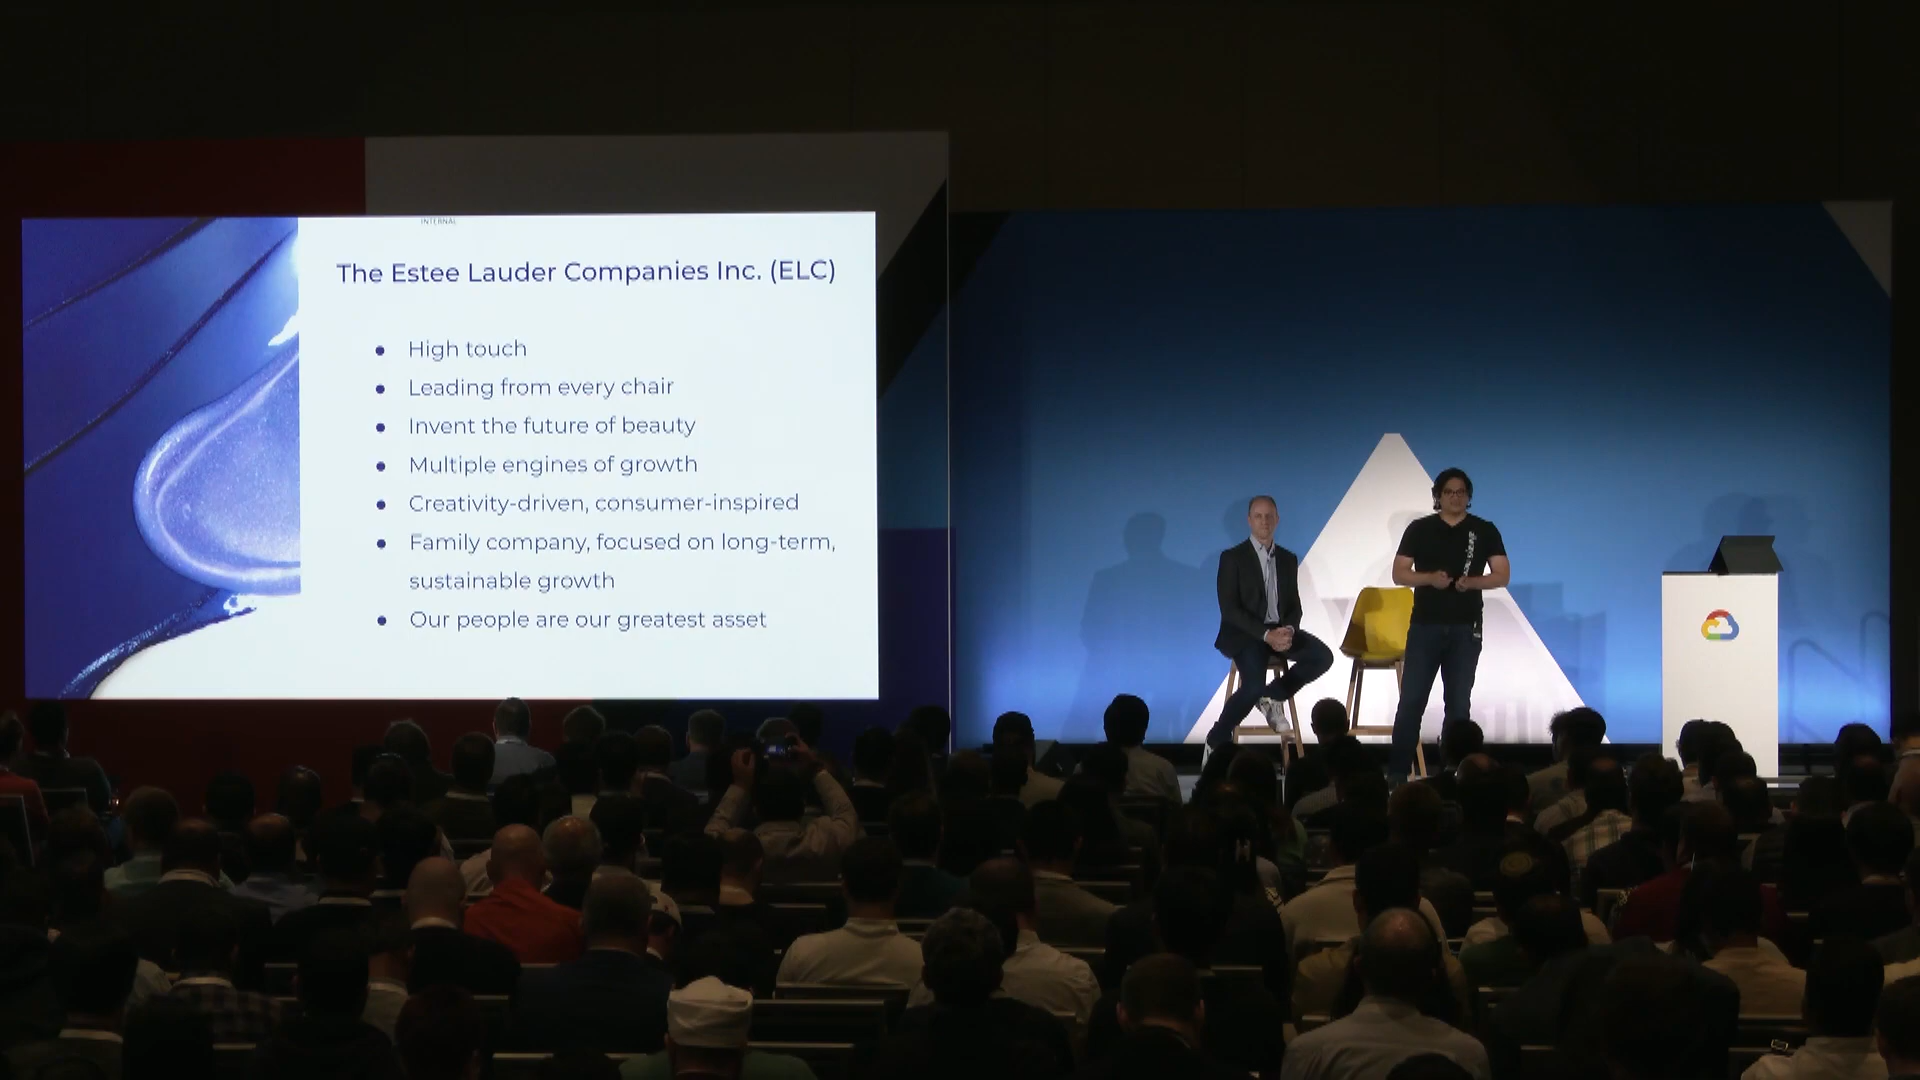 INTERNAL
The Estee Lauder Companies Inc. (ELC)
High touch
Leading from every chair
Invent the future of beauty
Multiple engines of growth
Creativity-driven, consumer-inspired
Family company, focused on long-term,
sustainable growth
Our people are our greatest asset